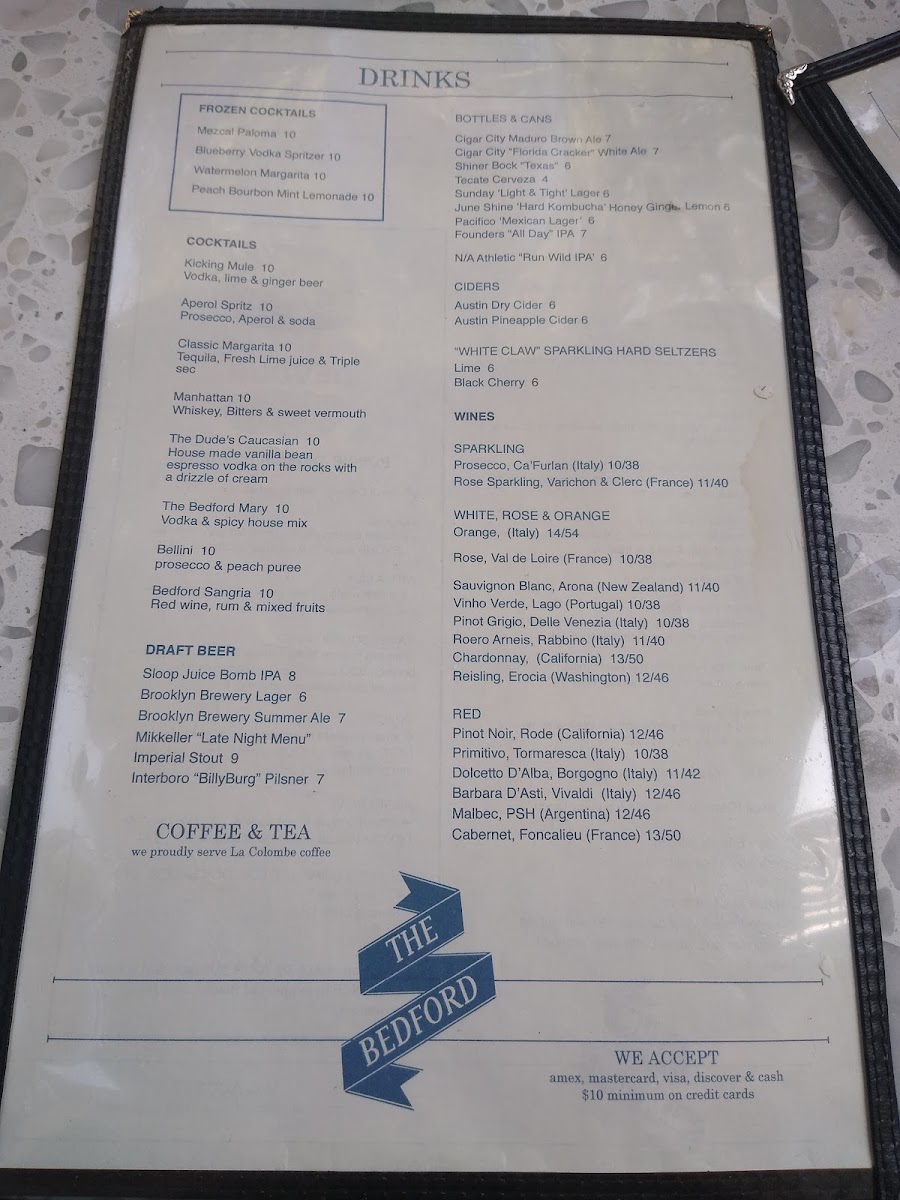 DRINKS
FROZEN COCKTAILS
Mezcal Paloma 10
Blueberry Vodka Spritzer 10
Watermelon Margarita 10
Peach Bourbon Mint Lemonade 10
COCKTAILS
Kicking Mule 10
Vodka, lime & ginger beer
Aperol Spritz 10
Prosecco, Aperol & soda
Classic Margarita 10
Tequila, Fresh Lime juice & Triple
sec
Manhattan 10
Whiskey, Bitters & sweet vermouth
The Dude's Caucasian 10
House made vanilla bean
espresso vodka on the rocks with
a drizzle of cream
The Bedford Mary 10
Vodka & spicy house mix
Bellini 10
prosecco & peach puree
Bedford Sangria 10
Red wine, rum & mixed fruits
DRAFT BEER
Sloop Juice Bomb IPA 8
Brooklyn Brewery Lager 6
Brooklyn Brewery Summer Ale 7
Mikkeller "Late Night Menu"
Imperial Stout 9
Interboro "BillyBurg" Pilsner 7
COFFEE & TEA
we proudly serve La Colombe coffee
BOTTLES & CANS
Cigar City Maduro Brown Ale 7
Cigar City "Florida Cracker" White Ale 7
Shiner Bock "Texas" 6
Tecate Cerveza 4
Sunday 'Light & Tight' Lager 6
June Shine 'Hard Kombucha' Honey Ginger Lemon 6
Pacifico 'Mexican Lager' 6
Founders "All Day" IPA 7
N/A Athletic "Run Wild IPA' 6
CIDERS
Austin Dry Cider 6
Austin Pineapple Cider 6
"WHITE CLAW" SPARKLING HARD SELTZERS
Lime 6
Black Cherry 6
WINES
SPARKLING
Prosecco, Ca'Furlan (Italy) 10/38
Rose Sparkling, Varichon & Clerc (France) 11/40
WHITE, ROSE & ORANGE
Orange, (Italy) 14/54
Rose, Val de Loire (France) 10/38
Sauvignon Blanc, Arona (New Zealand) 11/40
Vinho Verde, Lago (Portugal) 10/38
Pinot Grigio, Delle Venezia (Italy) 10/38
Roero Arneis, Rabbino (Italy) 11/40
Chardonnay, (California) 13/50
Reisling, Erocia (Washington) 12/46
RED
Pinot Noir, Rode (California) 12/46
Primitivo, Tormaresca (Italy) 10/38
Dolcetto D'Alba, Borgogno (Italy) 11/42
Barbara D'Asti, Vivaldi (Italy) 12/46
Malbec, PSH (Argentina) 12/46
Cabernet, Foncalieu (France) 13/50
THE
BEDFORD
WE ACCEPT
amex, mastercard, visa, discover & cash
$10 minimum on credit cards